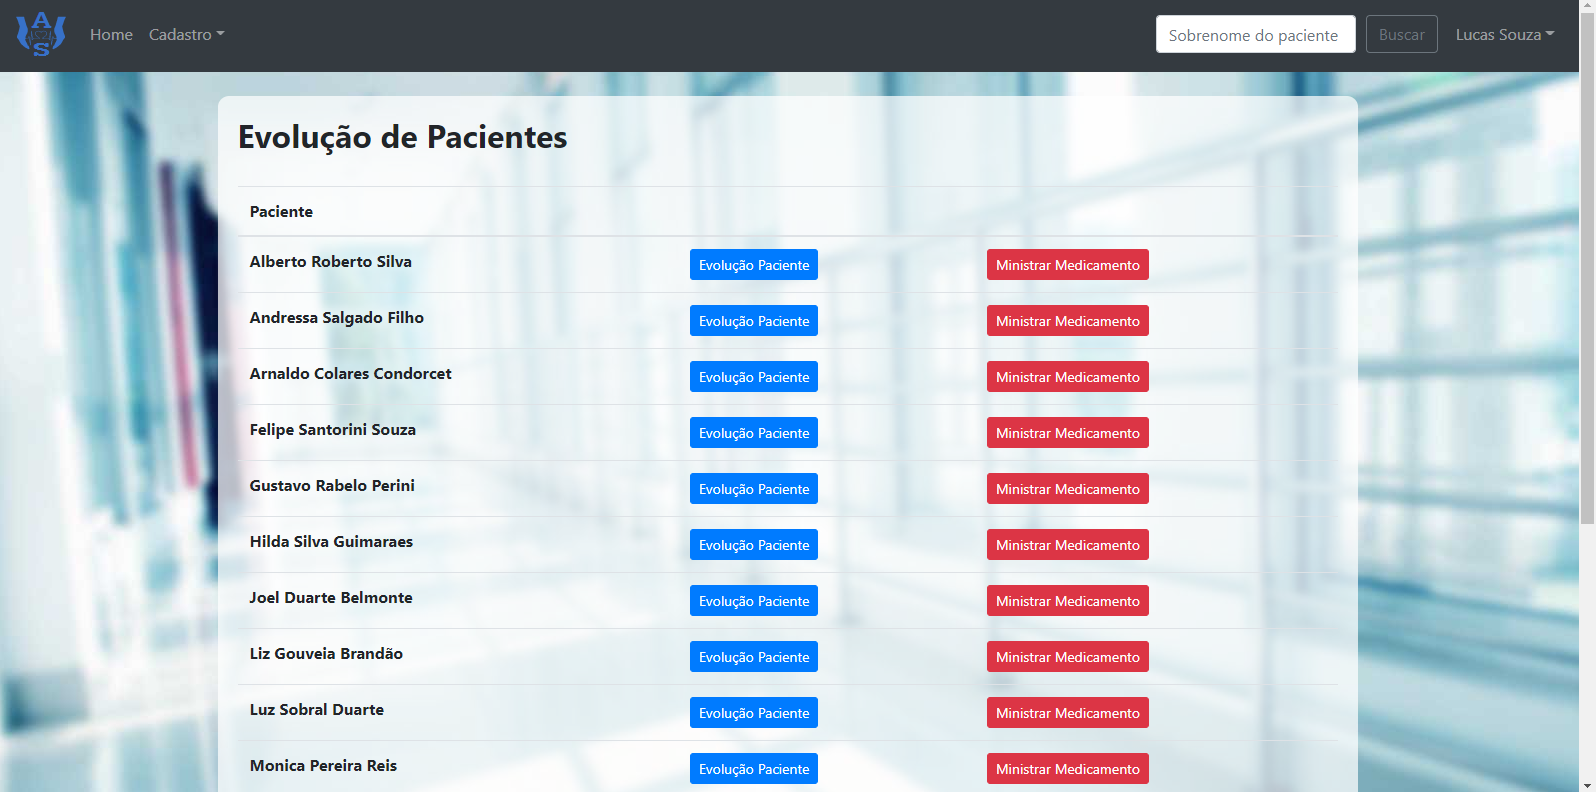 A
S
Home Cadastro Sobrenome do paciente Buscar Lucas Souza
Evolução de Pacientes
Paciente
Alberto Roberto Silva Evolução Paciente Ministrar Medicamento
Andressa Salgado Filho Evolução Paciente Ministrar Medicamento
Arnaldo Colares Condorcet Evolução Paciente Ministrar Medicamento
Felipe Santorini Souza Evolução Paciente Ministrar Medicamento
Gustavo Rabelo Perini Evolução Paciente Ministrar Medicamento
Hilda Silva Guimaraes Evolução Paciente Ministrar Medicamento
Joel Duarte Belmonte Evolução Paciente Ministrar Medicamento
Liz Gouveia Brandão Evolução Paciente Ministrar Medicamento
Luz Sobral Duarte Evolução Paciente Ministrar Medicamento
Monica Pereira Reis Evolução Paciente Ministrar Medicamento